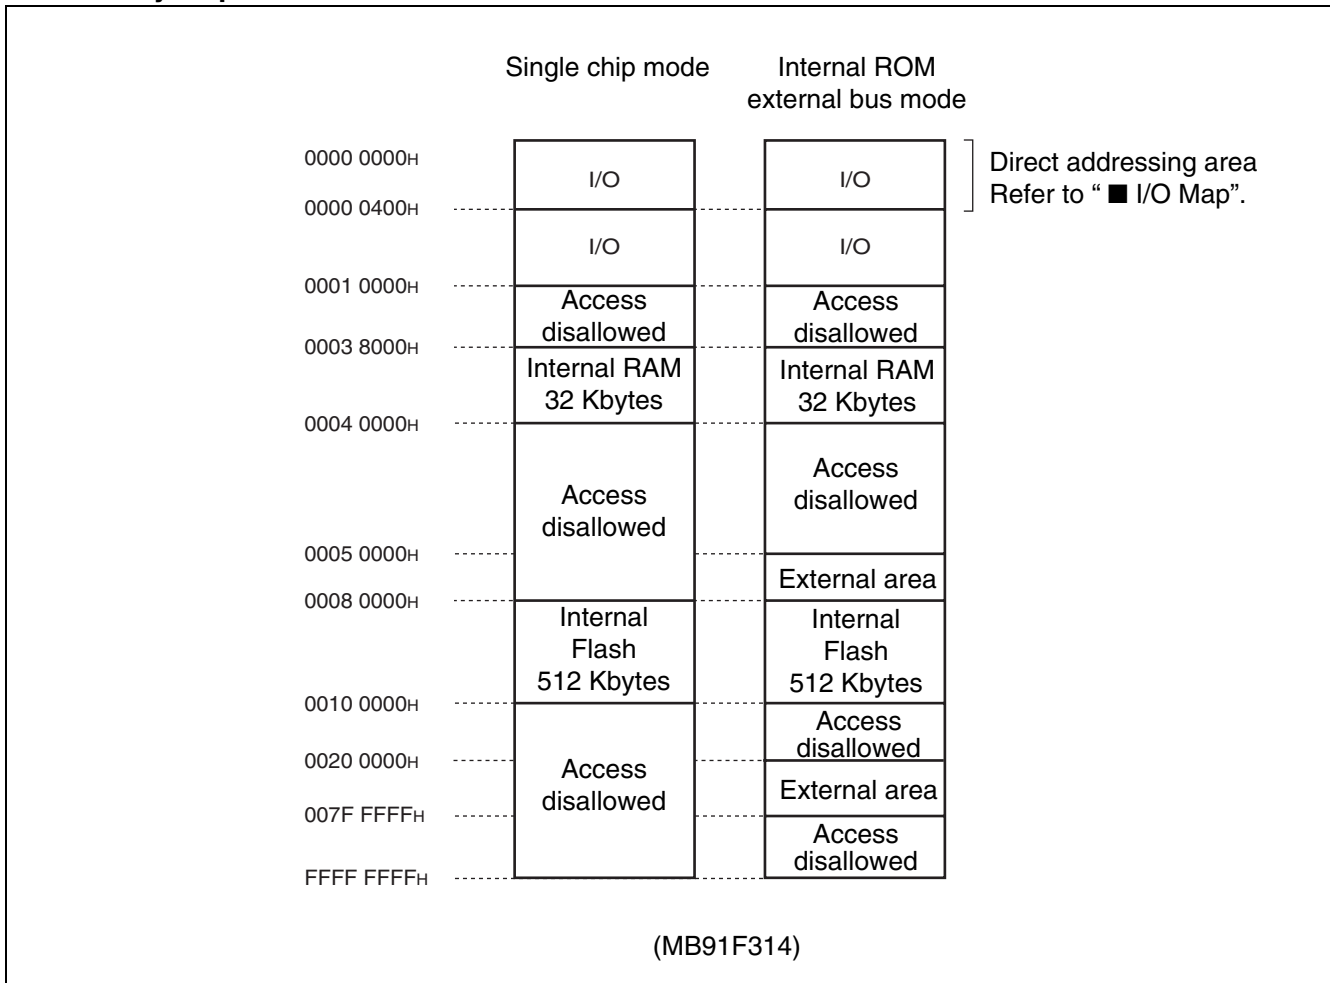 Single chip mode
Internal ROM
external bus mode
0000 0000H
I/O
I/O
Direct addressing area
Refer to “ ■ I/O Map”.
0000 0400H
I/O
I/O
0001 0000H
Access
disallowed
Access
disallowed
0003 8000H
Internal RAM
32 Kbytes
Internal RAM
32 Kbytes
0004 0000H
Access
disallowed
Access
disallowed
0005 0000H
External area
0008 0000H
Internal
Flash
512 Kbytes
Internal
Flash
512 Kbytes
0010 0000H
Access
disallowed
Access
disallowed
0020 0000H
External area
007F FFFFH
Access
disallowed
FFFF FFFFH
(MB91F314)